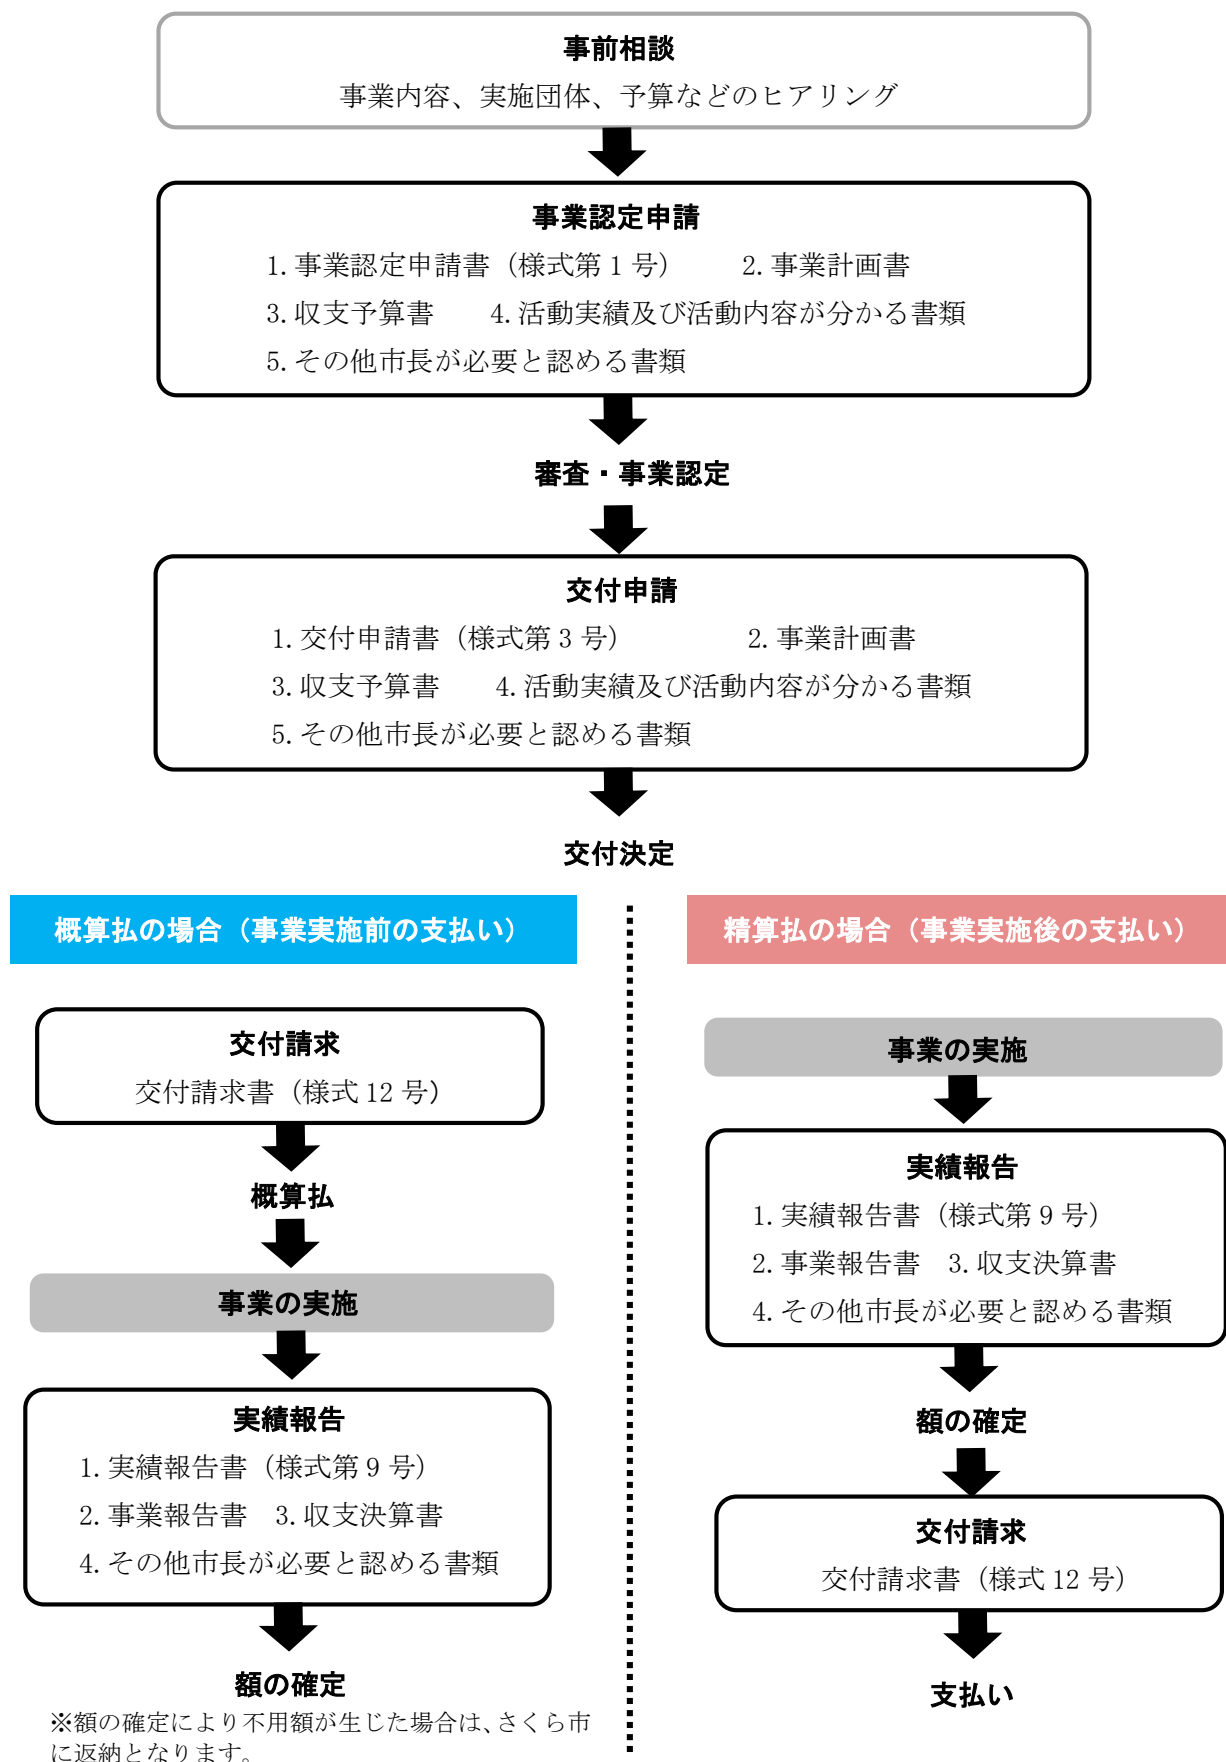 事前相談
事業内容、実施団体、予算などのヒアリング
事業認定申請
1.事業認定申請書（様式第１号）　2.事業計画書
3.収支予算書　4.活動実績及び活動内容が分かる書類
5.その他市長が必要と認める書類
審査・事業認定
交付申請
1.交付申請書（様式第３号）　2.事業計画書
3.収支予算書　4.活動実績及び活動内容が分かる書類
5.その他市長が必要と認める書類
交付決定
概算払の場合（事業実施前の支払い）
交付請求
交付請求書（様式12号）
概算払
事業の実施
実績報告
1.実績報告書（様式第９号）
2.事業報告書　3.収支決算書
4.その他市長が必要と認める書類
額の確定
※額の確定により不用額が生じた場合は、さくら市
に返納となります。
精算払の場合（事業実施後の支払い）
事業の実施
実績報告
1.実績報告書（様式第９号）
2.事業報告書　3.収支決算書
4.その他市長が必要と認める書類
額の確定
交付請求
交付請求書（様式12号）
支払い